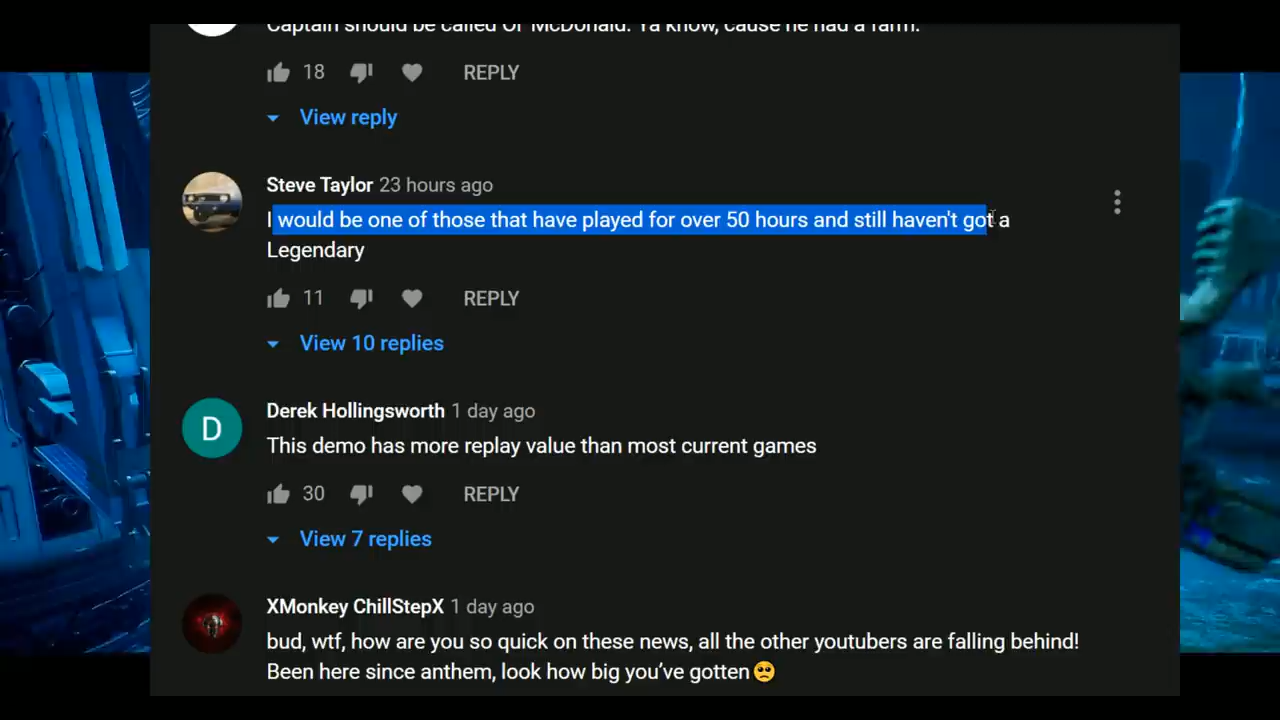 Captain should be called Ol' McDonald. Ya know, cause he had a farm.
18 REPLY
View reply
Steve Taylor 23 hours ago
I would be one of those that have played for over 50 hours and still haven't got a
Legendary
11 REPLY
View 10 replies
D
Derek Hollingsworth 1 day ago
This demo has more replay value than most current games
30 REPLY
View 7 replies
XMonkey ChillStepX 1 day ago
bud, wtf, how are you so quick on these news, all the other youtubers are falling behind!
Been here since anthem, look how big you've gotten🥺